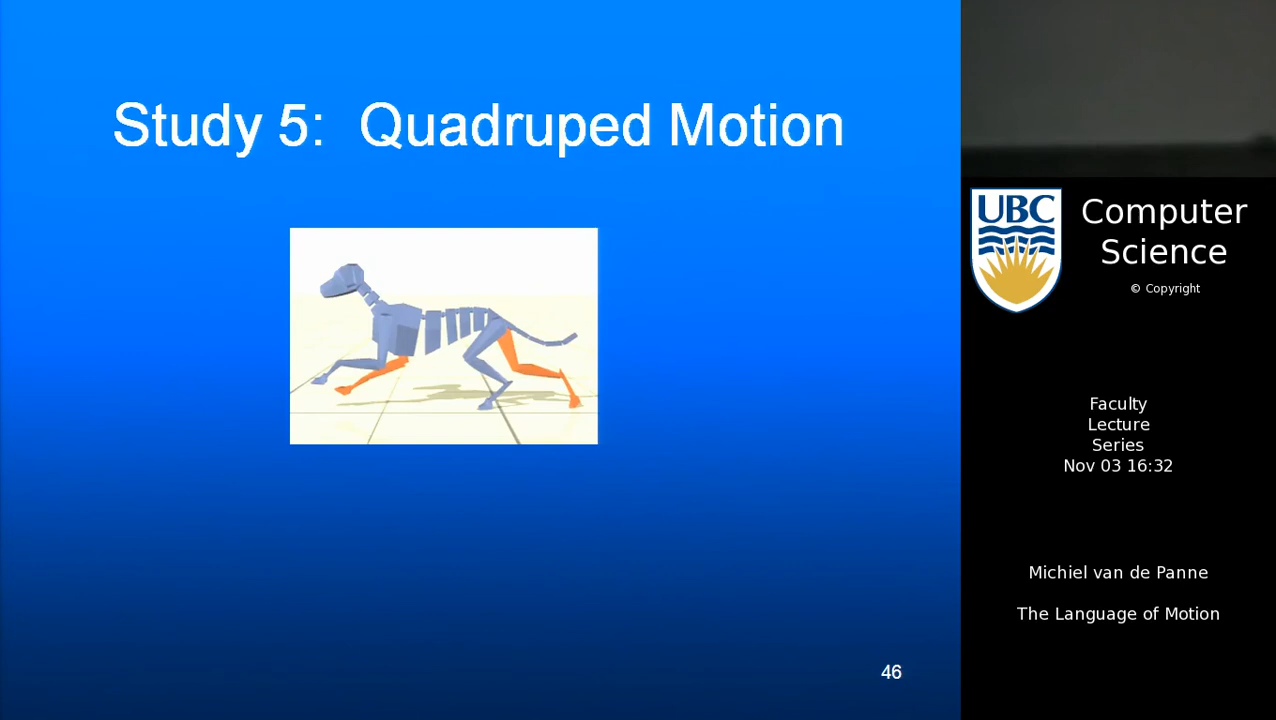 Study 5: Quadruped Motion
46
UBC
Computer
Science
© Copyright
Faculty
Lecture
Series
Nov 03 16:32
Michiel van de Panne
The Language of Motion